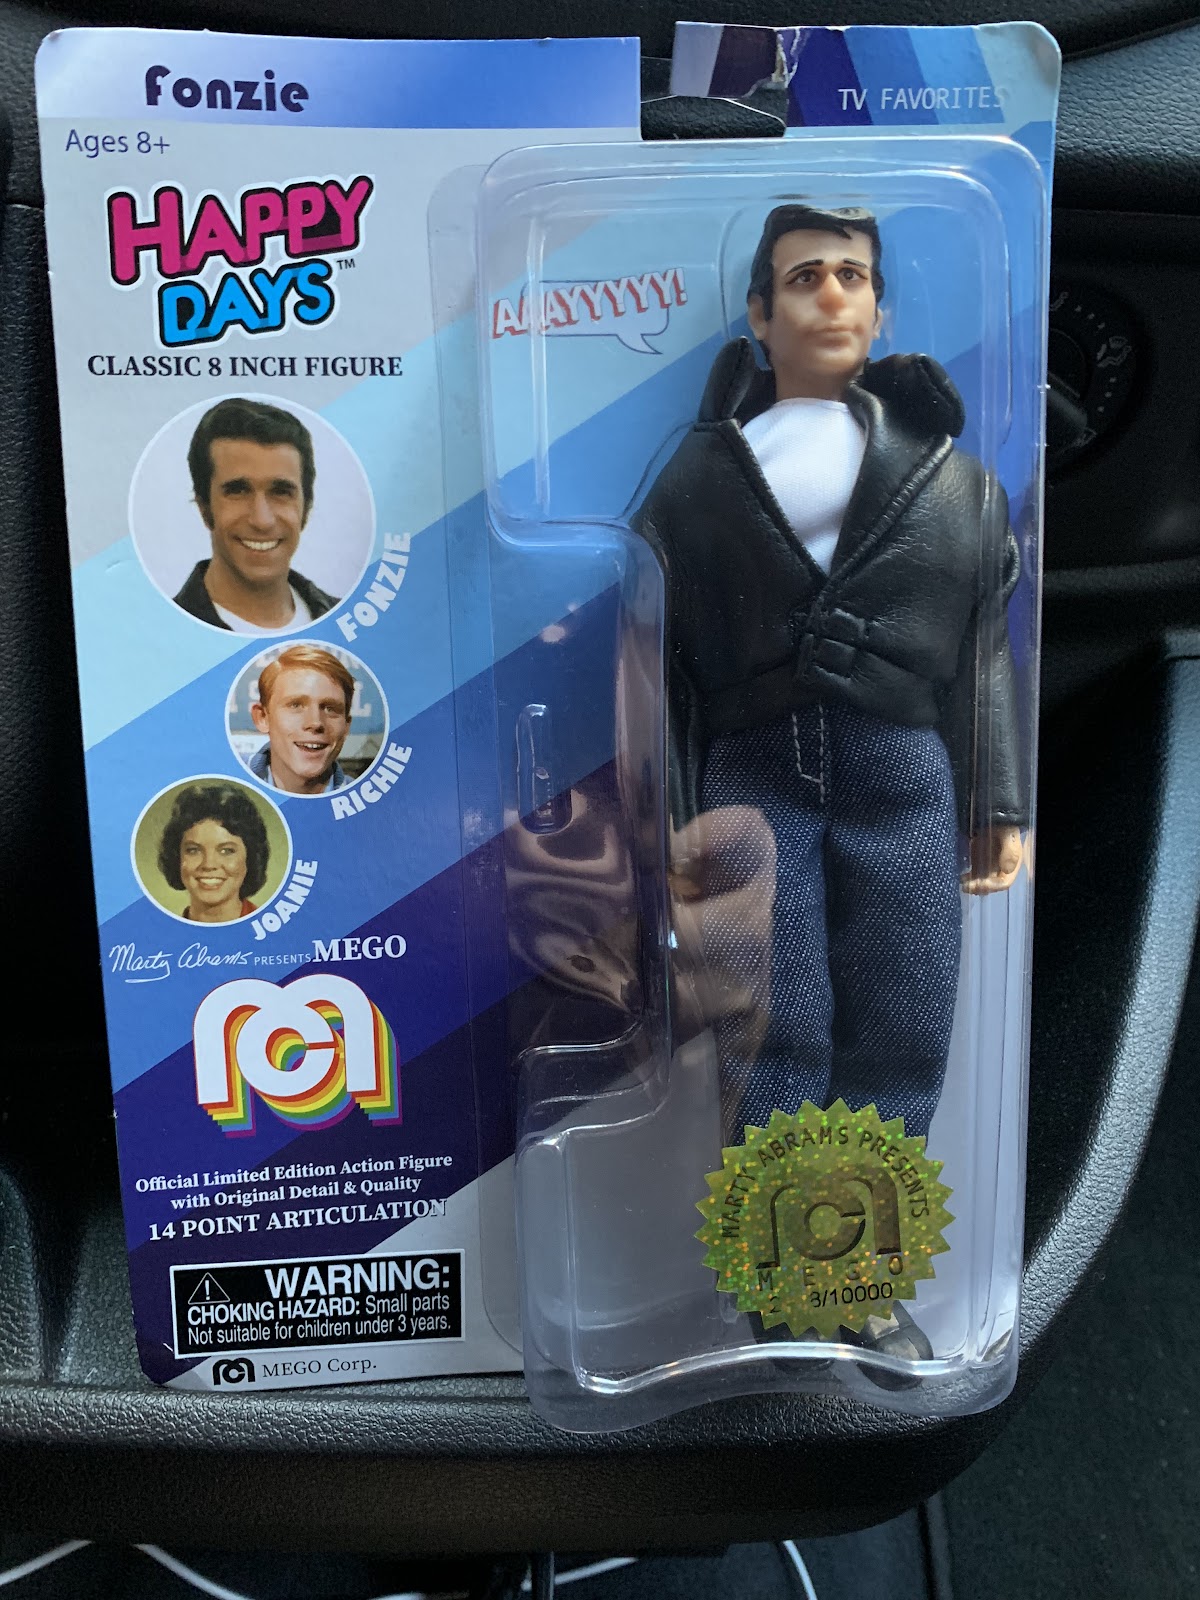 Fonzie
TV FAVORITES
Ages 8+
HAPPY
DAYS™
CLASSIC 8 INCH FIGURE
AAAYYYYY!
FONZIE
RICHIE
JOANIE
Marty Abrams PRESENTS MEGO
Official Limited Edition Action Figure
with Original Detail & Quality
14 POINT ARTICULATION
WARNING:
CHOKING HAZARD: Small parts
Not suitable for children under 3 years.
MEGO Corp.
MARTY ABRAMS PRESENTS
MEGO
/10000